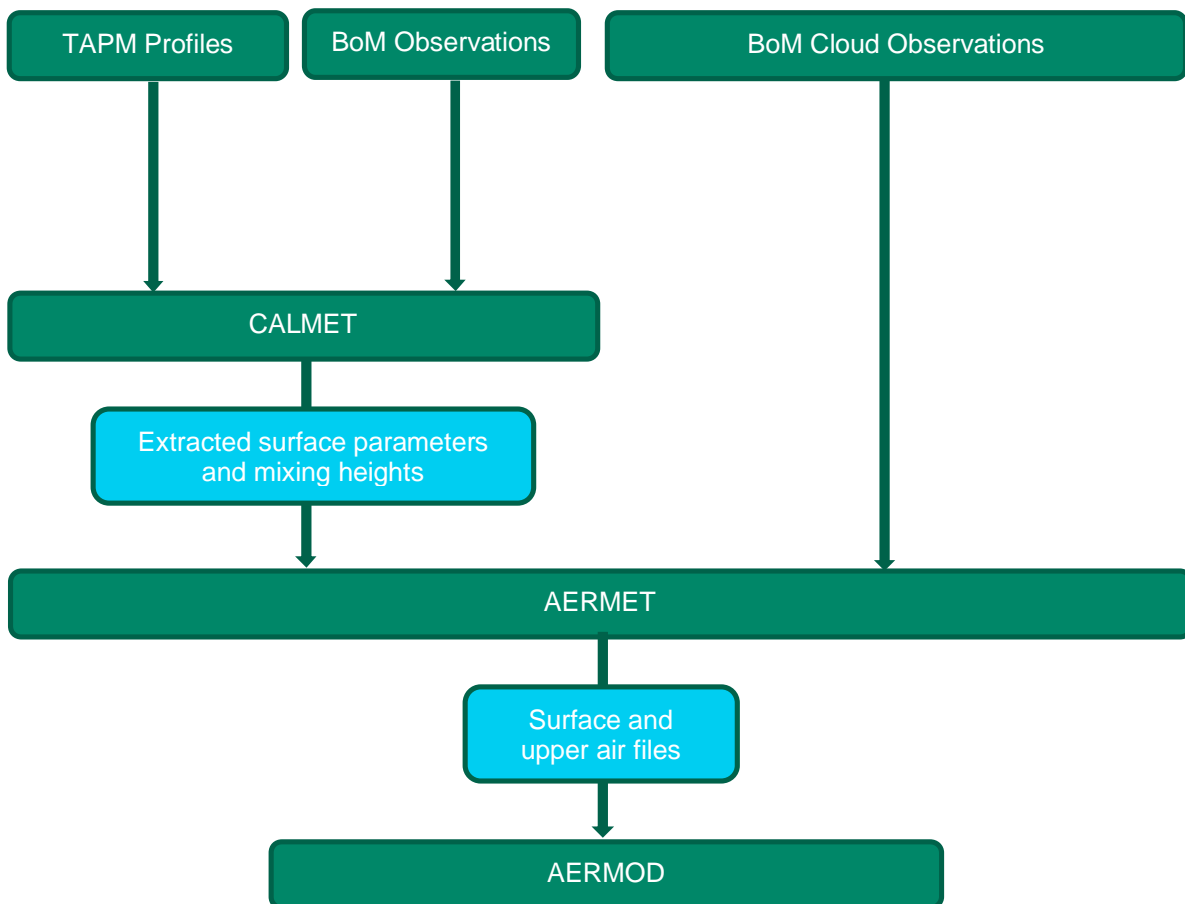 TAPM Profiles
BoM Observations
BoM Cloud Observations
CALMET
Extracted surface parameters
and mixing heights
AERMET
Surface and
upper air files
AERMOD